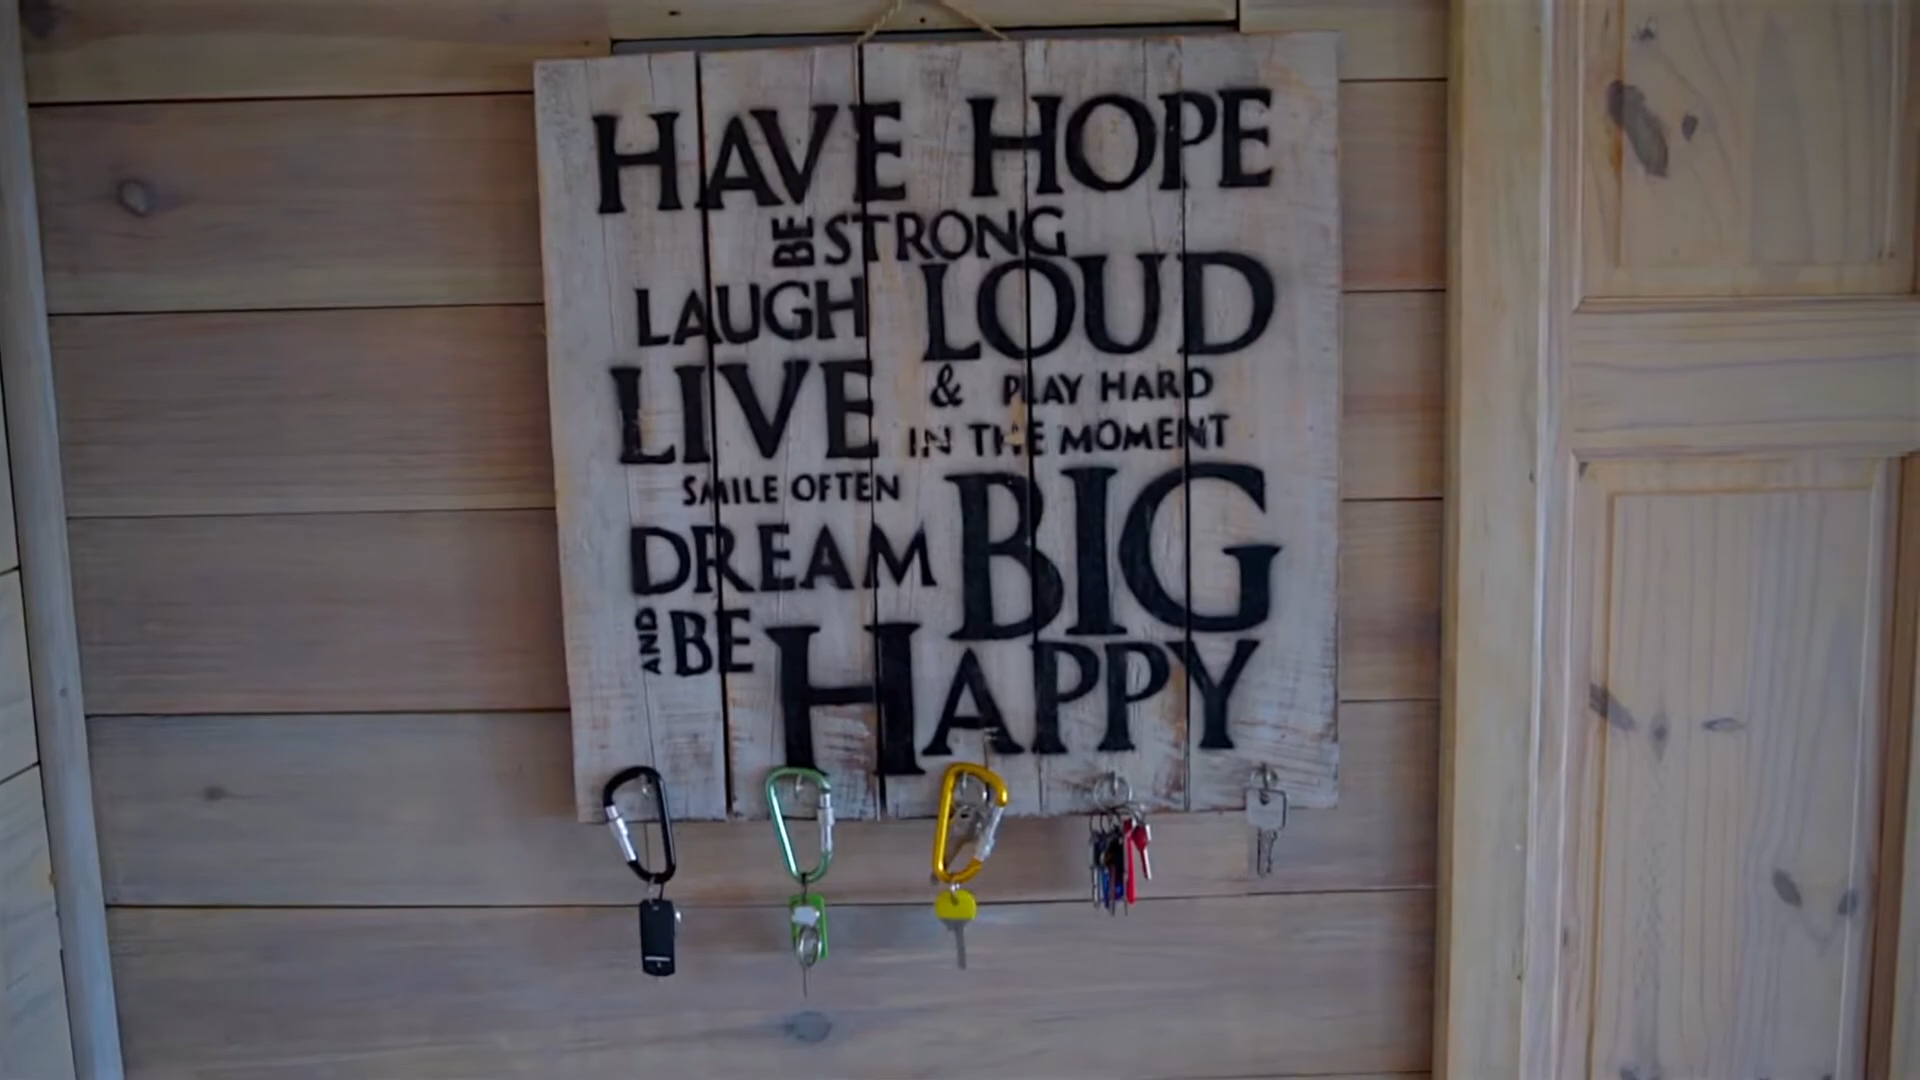 HAVE HOPE
BE STRONG
LAUGH LOUD
LIVE & PLAY HARD
IN THE MOMENT
SMILE OFTEN
DREAM BIG
AND BE HAPPY